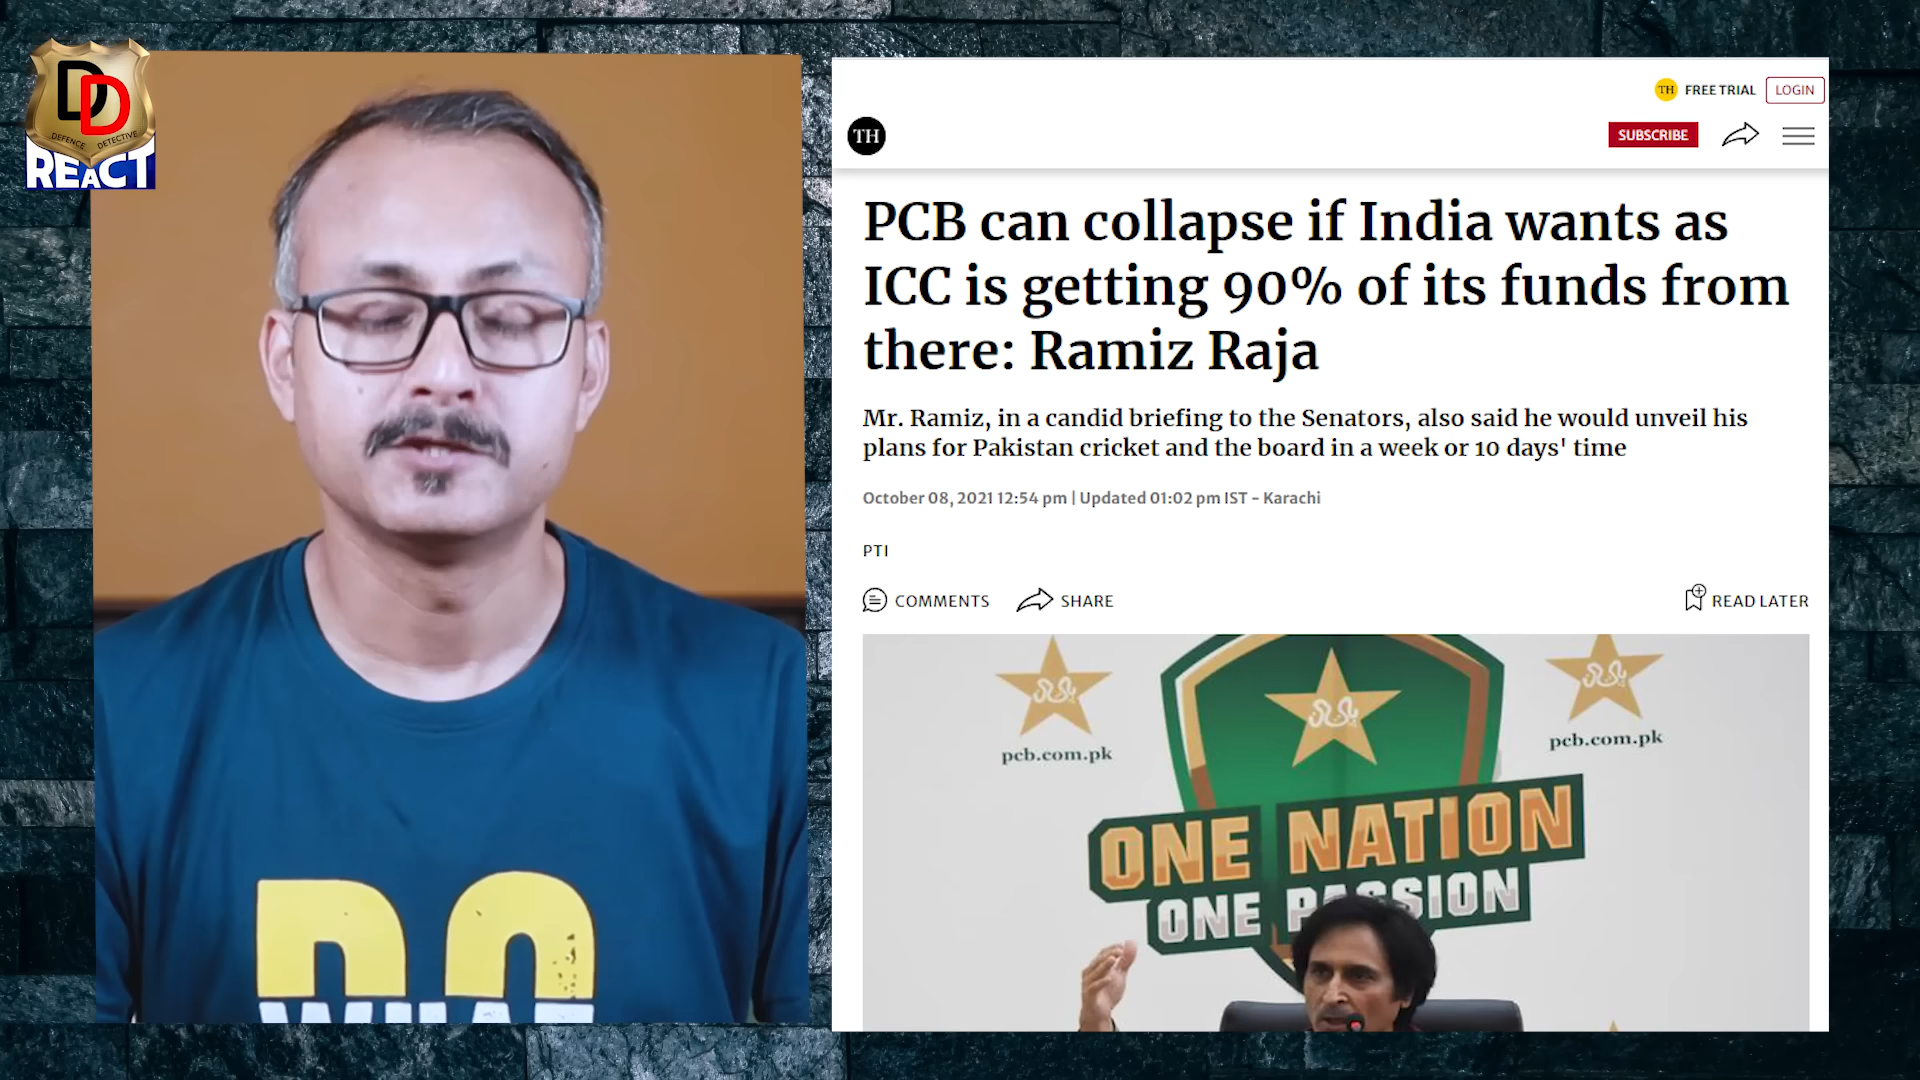 DD
DEFENCE DETECTIVE
REACT
TH FREE TRIAL LOGIN
TH
SUBSCRIBE
PCB can collapse if India wants as
ICC is getting 90% of its funds from
there: Ramiz Raja
Mr. Ramiz, in a candid briefing to the Senators, also said he would unveil his
plans for Pakistan cricket and the board in a week or 10 days' time
October 08, 2021 12:54 pm | Updated 01:02 pm IST - Karachi
PTI
COMMENTS SHARE READ LATER
pcb.com.pk
pcb.com.pk
ONE NATION
ONE PASSION
DO
WHAT